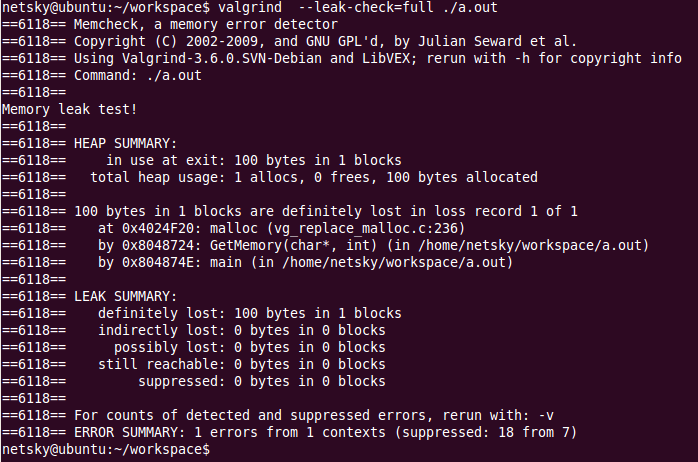 netsky@ubuntu:~/workspace$ valgrind  --leak-check=full ./a.out
==6118== Memcheck, a memory error detector
==6118== Copyright (C) 2002-2009, and GNU GPL'd, by Julian Seward et al.
==6118== Using Valgrind-3.6.0.SVN-Debian and LibVEX; rerun with -h for copyright info
==6118== Command: ./a.out
==6118==
Memory leak test!
==6118==
==6118== HEAP SUMMARY:
==6118==     in use at exit: 100 bytes in 1 blocks
==6118==   total heap usage: 1 allocs, 0 frees, 100 bytes allocated
==6118==
==6118== 100 bytes in 1 blocks are definitely lost in loss record 1 of 1
==6118==    at 0x4024F20: malloc (vg_replace_malloc.c:236)
==6118==    by 0x8048724: GetMemory(char*, int) (in /home/netsky/workspace/a.out)
==6118==    by 0x804874E: main (in /home/netsky/workspace/a.out)
==6118==
==6118== LEAK SUMMARY:
==6118==    definitely lost: 100 bytes in 1 blocks
==6118==    indirectly lost: 0 bytes in 0 blocks
==6118==      possibly lost: 0 bytes in 0 blocks
==6118==    still reachable: 0 bytes in 0 blocks
==6118==         suppressed: 0 bytes in 0 blocks
==6118==
==6118== For counts of detected and suppressed errors, rerun with: -v
==6118== ERROR SUMMARY: 1 errors from 1 contexts (suppressed: 18 from 7)
netsky@ubuntu:~/workspace$